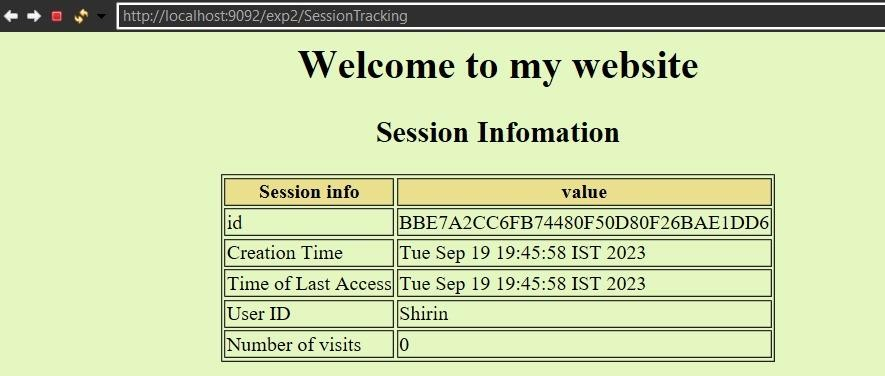 http://localhost:9092/exp2/SessionTracking
Welcome to my website
Session Infomation
Session info value
id BBE7A2CC6FB74480F50D80F26BAE1DD6
Creation Time Tue Sep 19 19:45:58 IST 2023
Time of Last Access Tue Sep 19 19:45:58 IST 2023
User ID Shirin
Number of visits 0